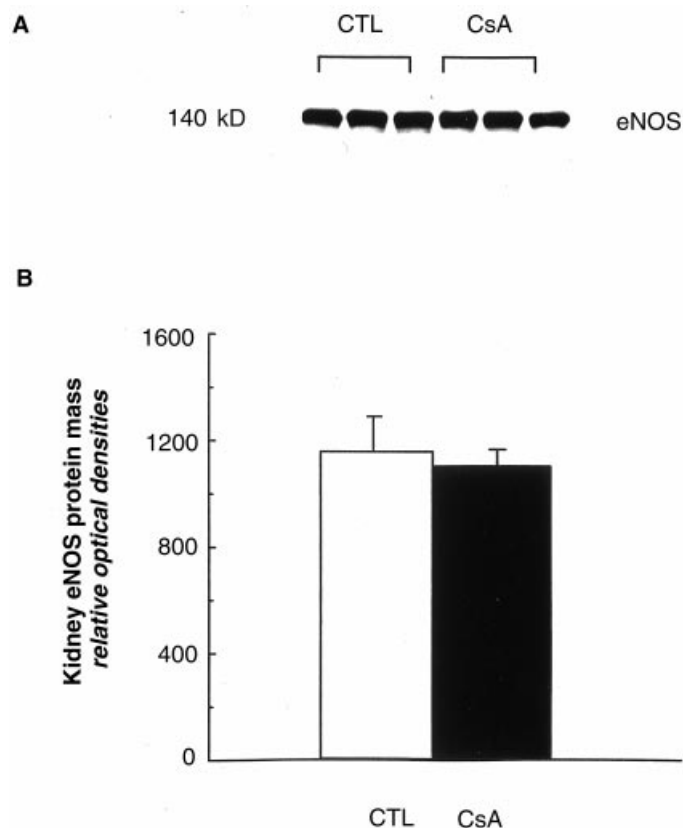 A
CTL CsA
140 kD eNOS
B
Kidney eNOS protein mass
relative optical densities
1600
1200
800
400
0
CTL CsA